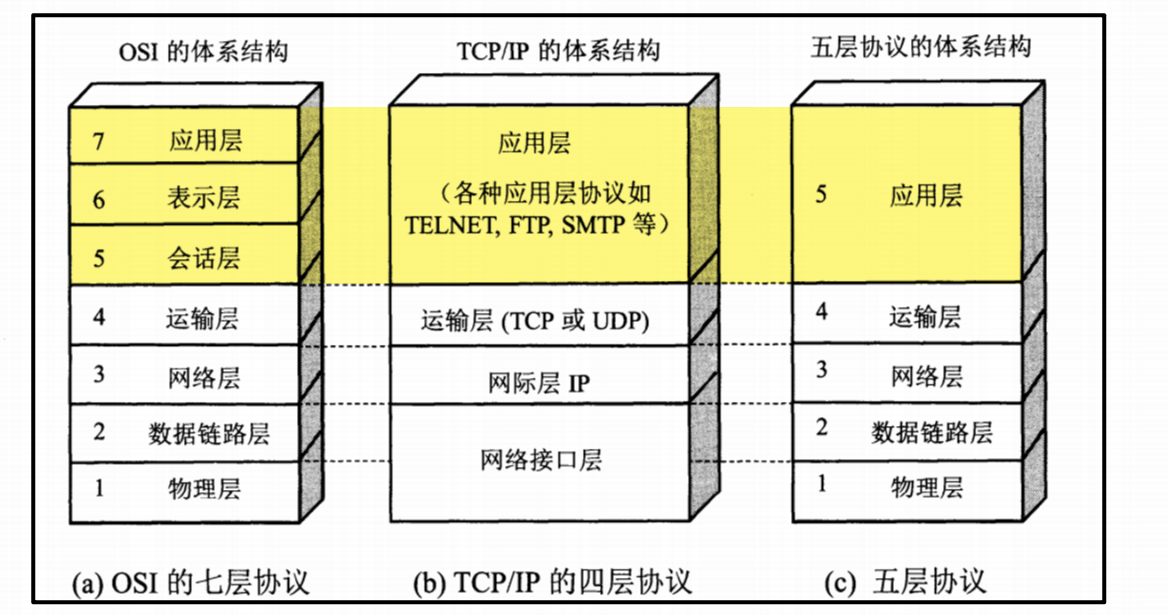 OSI 的体系结构
TCP/IP 的体系结构
五层协议的体系结构
7 应用层
6 表示层
5 会话层
4 运输层
3 网络层
2 数据链路层
1 物理层
应用层
（各种应用层协议如
TELNET, FTP, SMTP 等）
运输层 (TCP 或 UDP)
网际层 IP
网络接口层
5 应用层
4 运输层
3 网络层
2 数据链路层
1 物理层
(a) OSI 的七层协议
(b) TCP/IP 的四层协议
(c) 五层协议